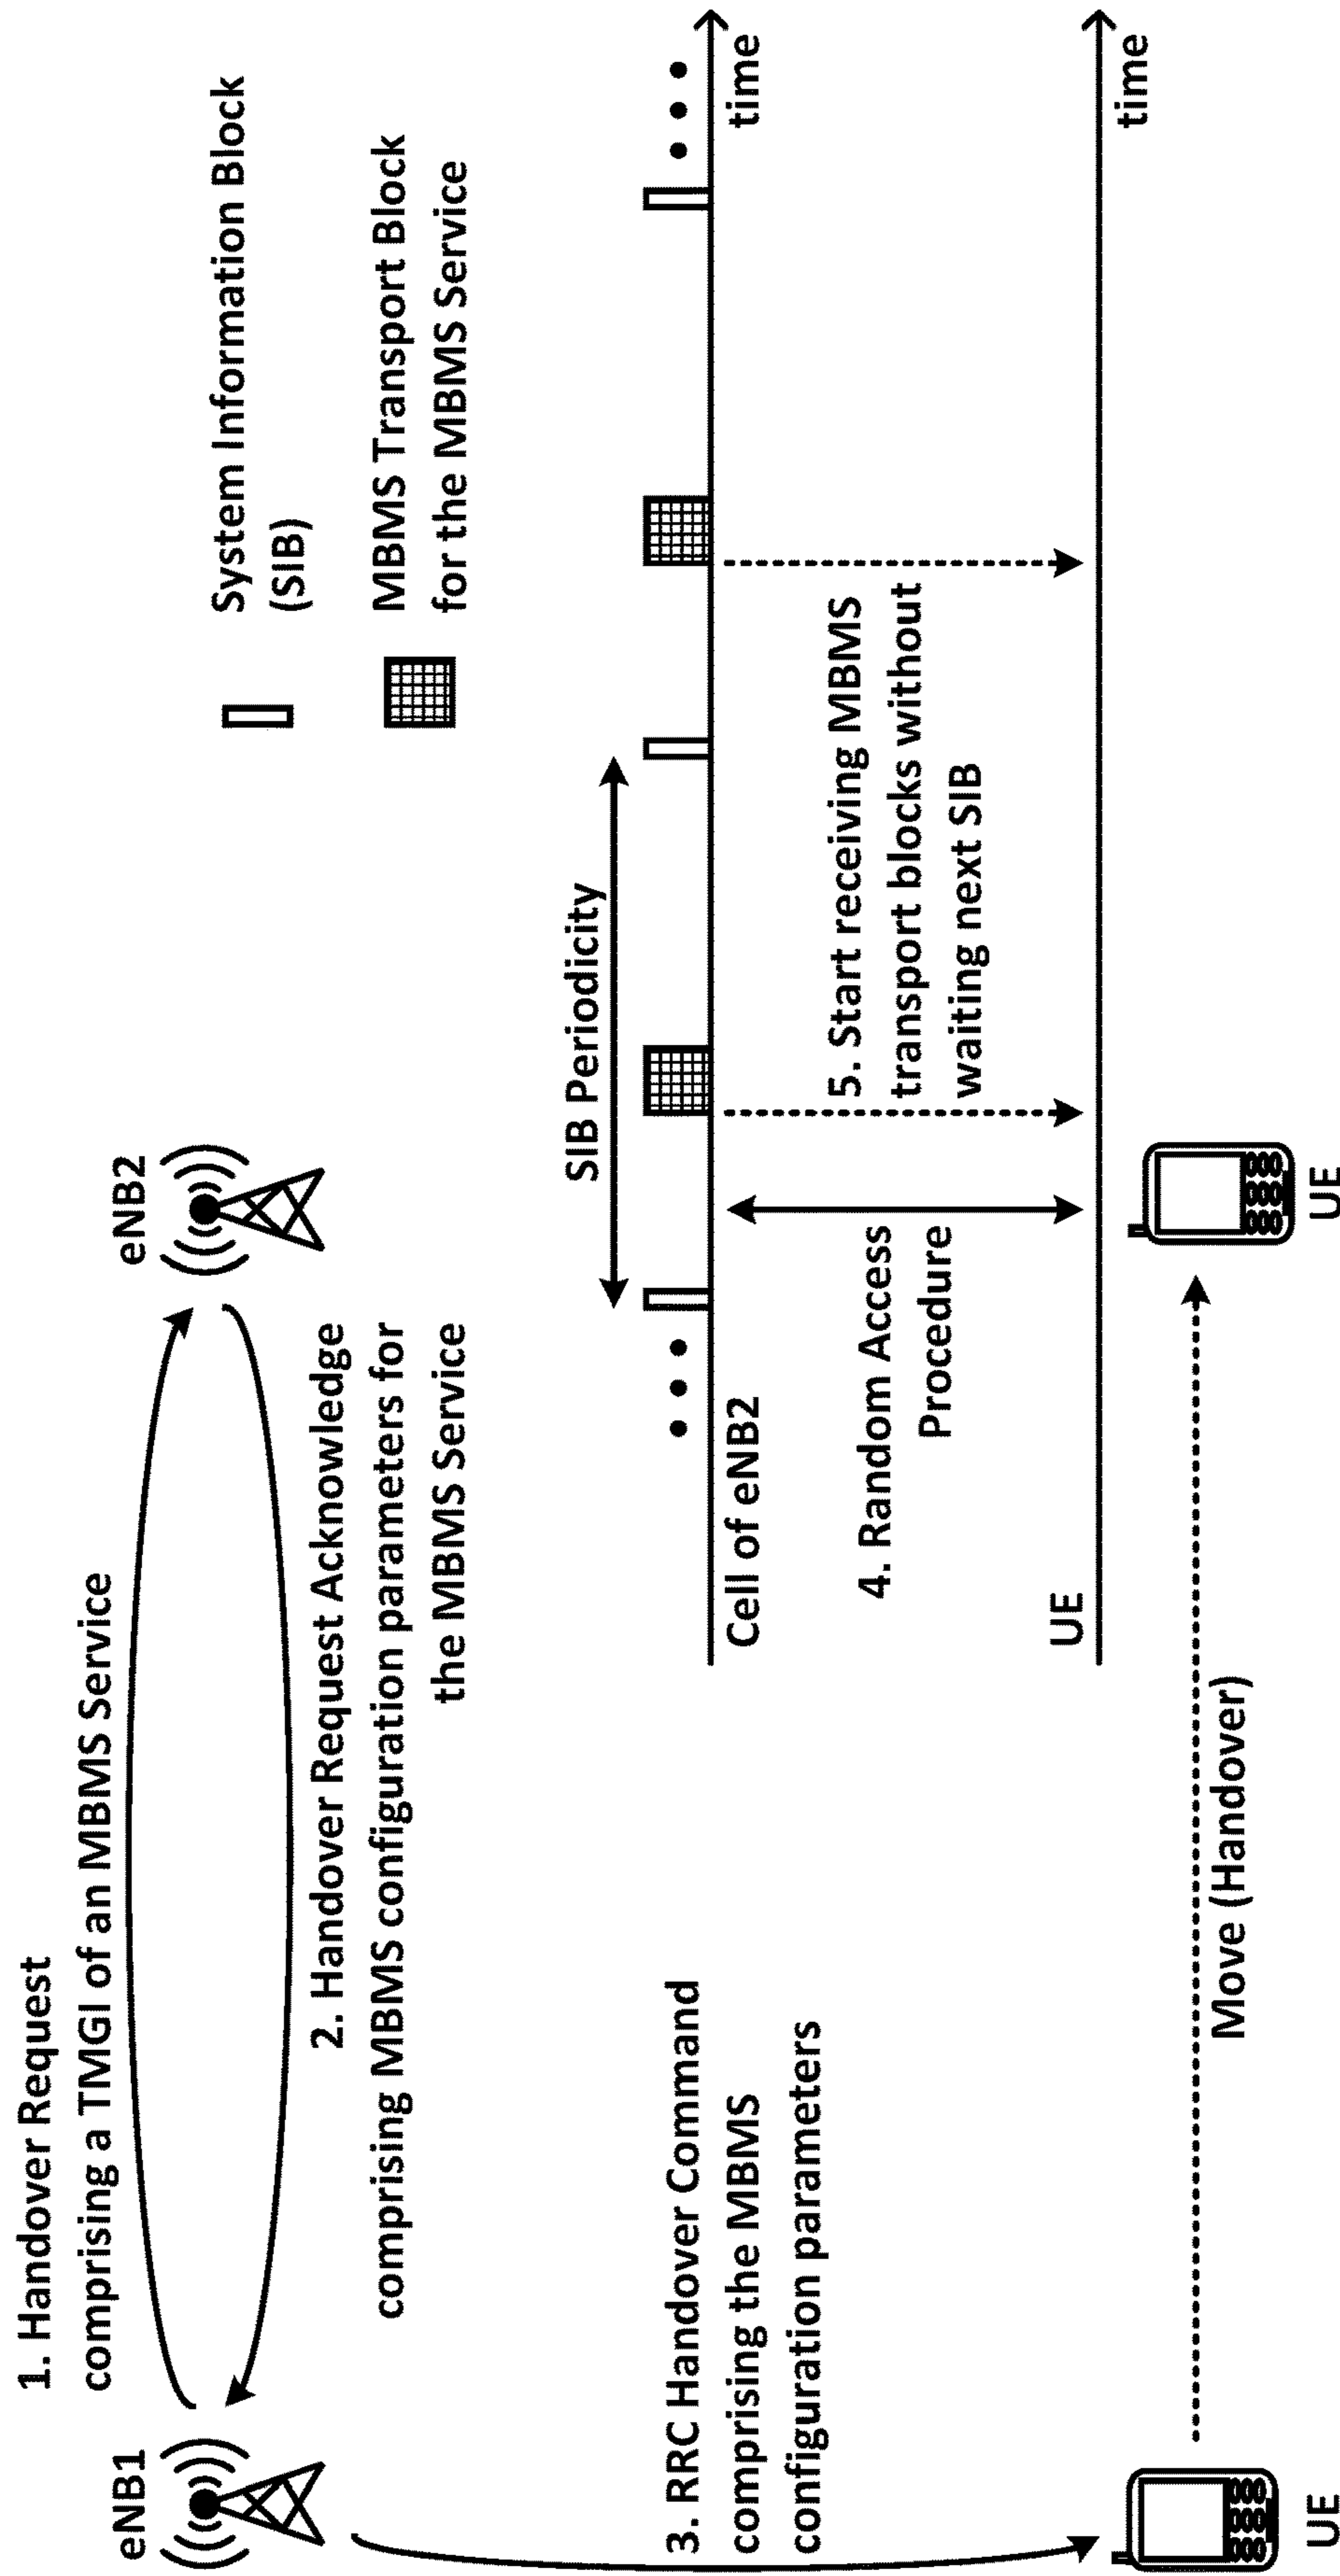 1. Handover Request
comprising a TMGI of an MBMS Service
eNB1
eNB2
2. Handover Request Acknowledge
comprising MBMS configuration parameters for
the MBMS Service
System Information Block
(SIB)
MBMS Transport Block
for the MBMS Service
3. RRC Handover Command
comprising the MBMS
configuration parameters
SIB Periodicity
Cell of eNB2
time
4. Random Access
Procedure
5. Start receiving MBMS
transport blocks without
waiting next SIB
UE
time
Move (Handover)
UE
UE